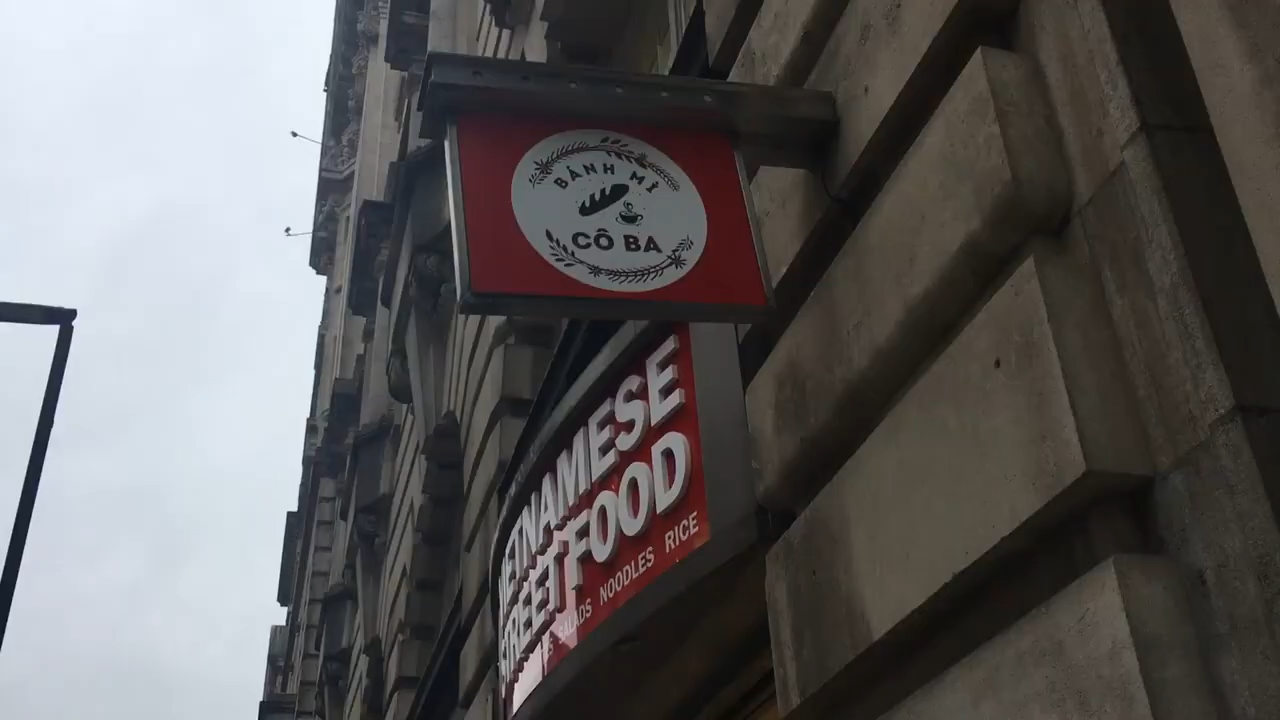 BÁNH MÌ
CÔ BA
VIETNAMESE
STREET FOOD
SALADS NOODLES RICE